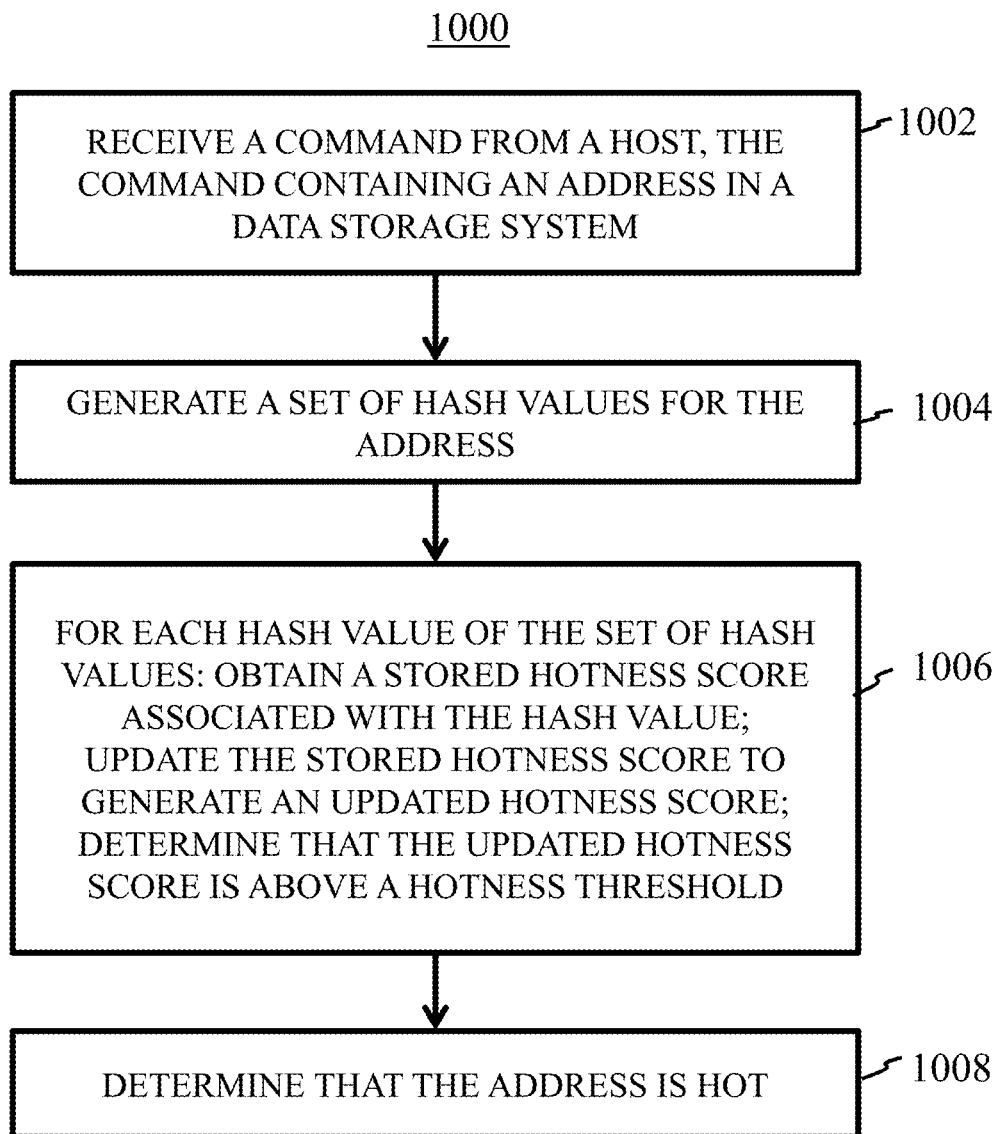 1000
RECEIVE A COMMAND FROM A HOST, THE
COMMAND CONTAINING AN ADDRESS IN A
DATA STORAGE SYSTEM
1002
GENERATE A SET OF HASH VALUES FOR THE
ADDRESS
1004
FOR EACH HASH VALUE OF THE SET OF HASH
VALUES: OBTAIN A STORED HOTNESS SCORE
ASSOCIATED WITH THE HASH VALUE;
UPDATE THE STORED HOTNESS SCORE TO
GENERATE AN UPDATED HOTNESS SCORE;
DETERMINE THAT THE UPDATED HOTNESS
SCORE IS ABOVE A HOTNESS THRESHOLD
1006
DETERMINE THAT THE ADDRESS IS HOT
1008